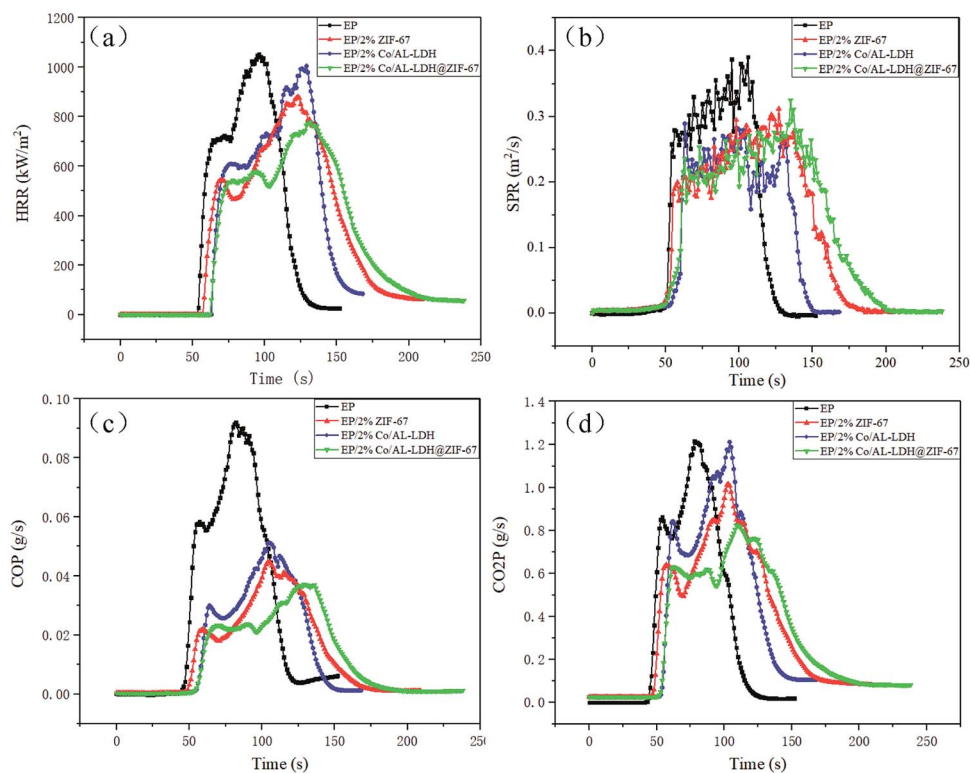 (a)
EP
EP/2% ZIF-67
EP/2% Co/AL-LDH
EP/2% Co/AL-LDH@ZIF-67
HRR (kW/m²)
1200
1000
800
600
400
200
0
0 50 100 150 200 250
Time (s)
(b)
EP
EP/2% ZIF-67
EP/2% Co/AL-LDH
EP/2% Co/AL-LDH@ZIF-67
SPR (m²/s)
0.4
0.3
0.2
0.1
0.0
0 50 100 150 200 250
Time (s)
(c)
EP
EP/2% ZIF-67
EP/2% Co/AL-LDH
EP/2% Co/AL-LDH@ZIF-67
COP (g/s)
0.10
0.08
0.06
0.04
0.02
0.00
0 50 100 150 200 250
Time (s)
(d)
EP
EP/2% ZIF-67
EP/2% Co/AL-LDH
EP/2% Co/AL-LDH@ZIF-67
CO2P (g/s)
1.4
1.2
1.0
0.8
0.6
0.4
0.2
0.0
0 50 100 150 200 250
Time (s)